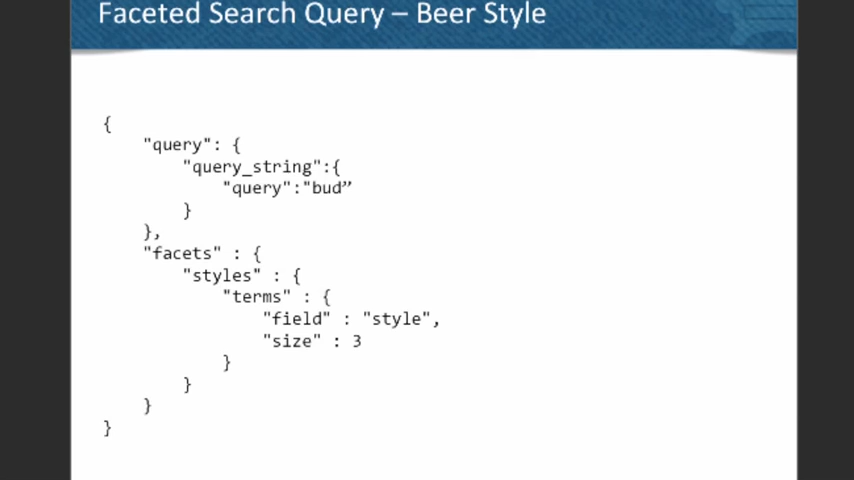 Faceted Search Query – Beer Style
{
"query": {
"query_string":{
"query":"bud”
}
},
"facets" : {
"styles" : {
"terms" : {
"field" : "style",
"size" : 3
}
}
}
}